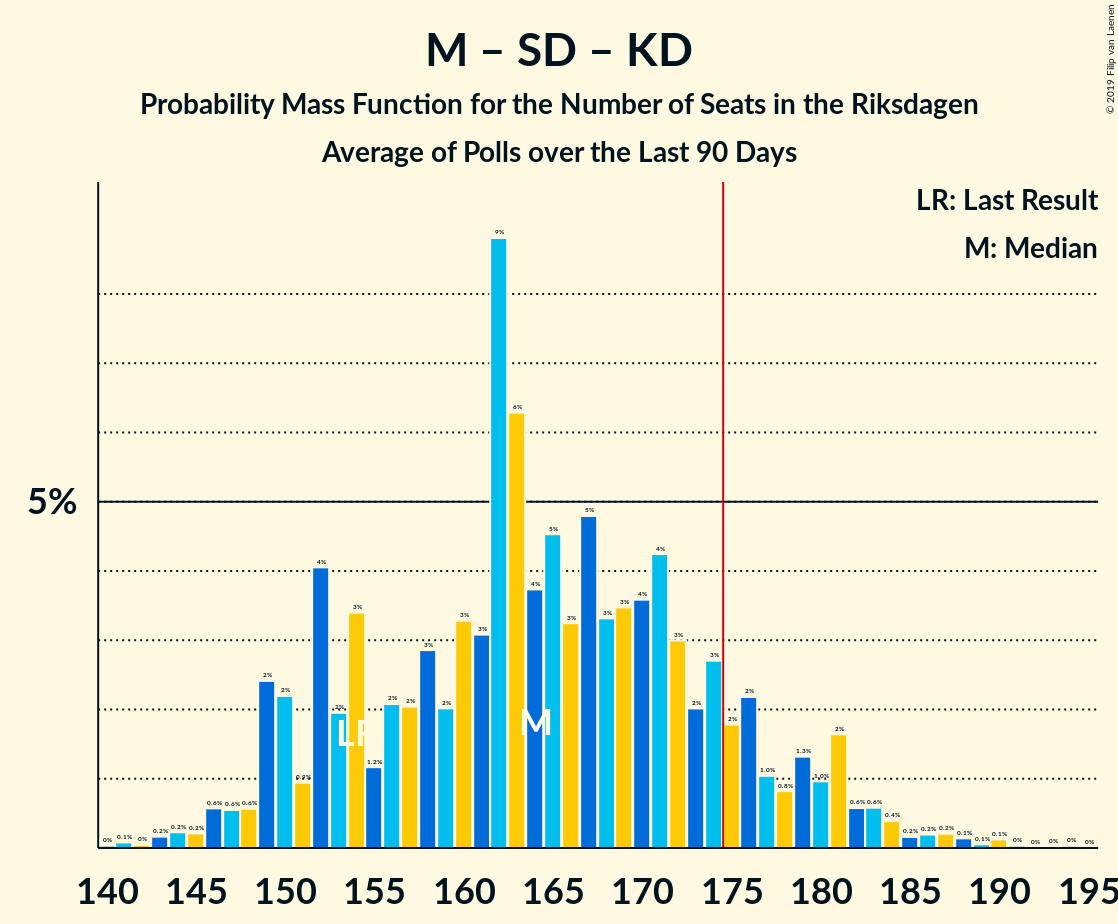 M – SD – KD
Probability Mass Function for the Number of Seats in the Riksdagen
Average of Polls over the Last 90 Days
© 2019 Filip van Laenen
LR: Last Result
M: Median
5%
0% 0.1% 0% 0.2% 0.2% 0.2% 0.6% 0.6% 0.6% 2% 2% 0.9% 4% 2% 3% 1.2% 2% 2% 3% 2% 3% 3% 9% 6% 4% 5% 3% 5% 3% 3% 4% 4% 3% 2% 3% 2% 2% 1.0% 0.8% 1.3% 1.0% 2% 0.6% 0.6% 0.4% 0.2% 0.2% 0.2% 0.1% 0.1% 0.1% 0% 0% 0% 0% 0%
LR M
140 145 150 155 160 165 170 175 180 185 190 195